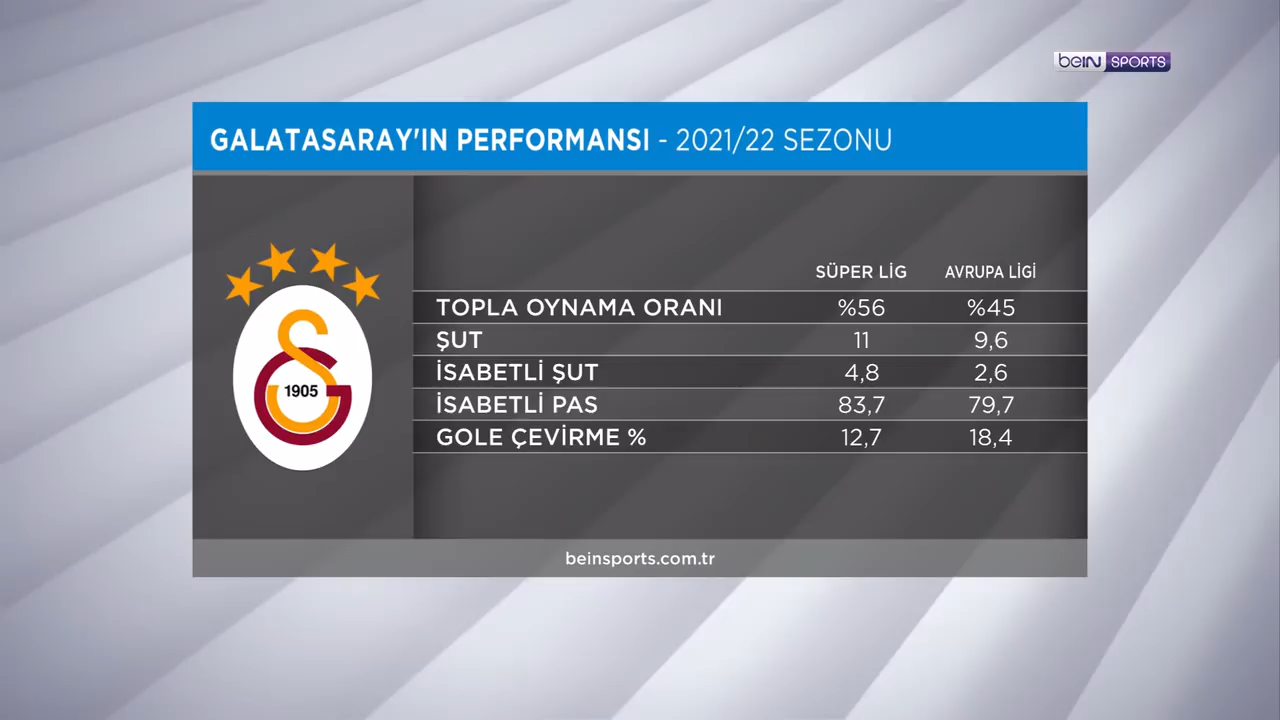 beIN SPORTS
GALATASARAY'IN PERFORMANSI - 2021/22 SEZONU
SÜPER LİG AVRUPA LİGİ
TOPLA OYNAMA ORANI %56 %45
ŞUT 11 9,6
İSABETLİ ŞUT 4,8 2,6
İSABETLİ PAS 83,7 79,7
GOLE ÇEVİRME % 12,7 18,4
1905
beinsports.com.tr